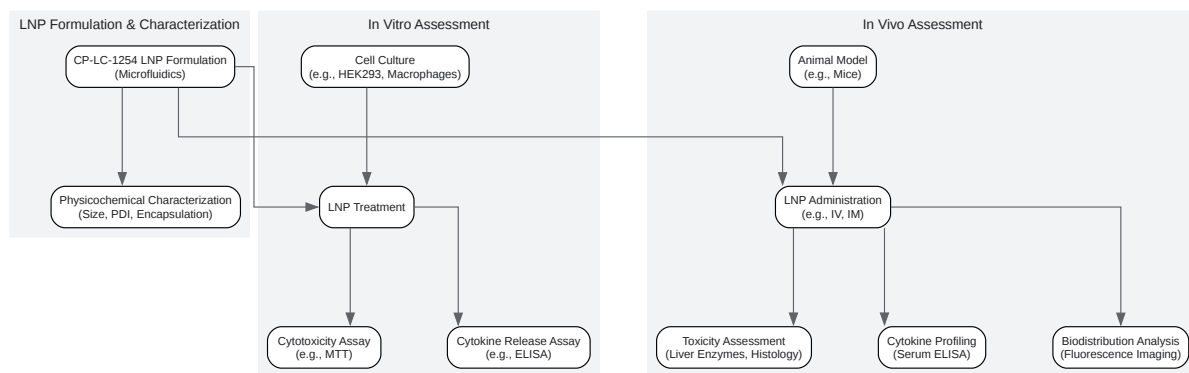 LNP Formulation & Characterization
CP-LC-1254 LNP Formulation
(Microfluidics)
Physicochemical Characterization
(Size, PDI, Encapsulation)
In Vitro Assessment
Cell Culture
(e.g., HEK293, Macrophages)
LNP Treatment
Cytotoxicity Assay
(e.g., MTT)
Cytokine Release Assay
(e.g., ELISA)
In Vivo Assessment
Animal Model
(e.g., Mice)
LNP Administration
(e.g., IV, IM)
Toxicity Assessment
(Liver Enzymes, Histology)
Cytokine Profiling
(Serum ELISA)
Biodistribution Analysis
(Fluorescence Imaging)